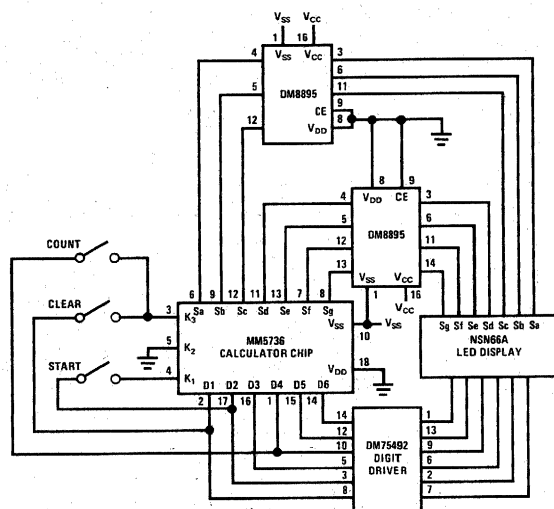 VSS VCC
1 16
4 VSS VCC 3
6
5 DM8895 11
CE 9
12 VDD 8
8 9
4 VDD CE 3
5 6
DM8895
12 11
13 14
VSS VCC
1 16
VCC
COUNT
CLEAR
START
6 9 12 11 13 7 8
Sa Sb Sc Sd Se Sf Sg
3 K3
VSS
10 VSS
5 K2
MM5736
CALCULATOR CHIP
VDD 18
4 K1
D1 D2 D3 D4 D5 D6
2 17 16 1 15 14
Sg Sf Se Sd Sc Sb Sa
NSN66A
LED DISPLAY
14 1
12 DM75492 13
10 DIGIT 9
5 DRIVER 6
3 2
8 7